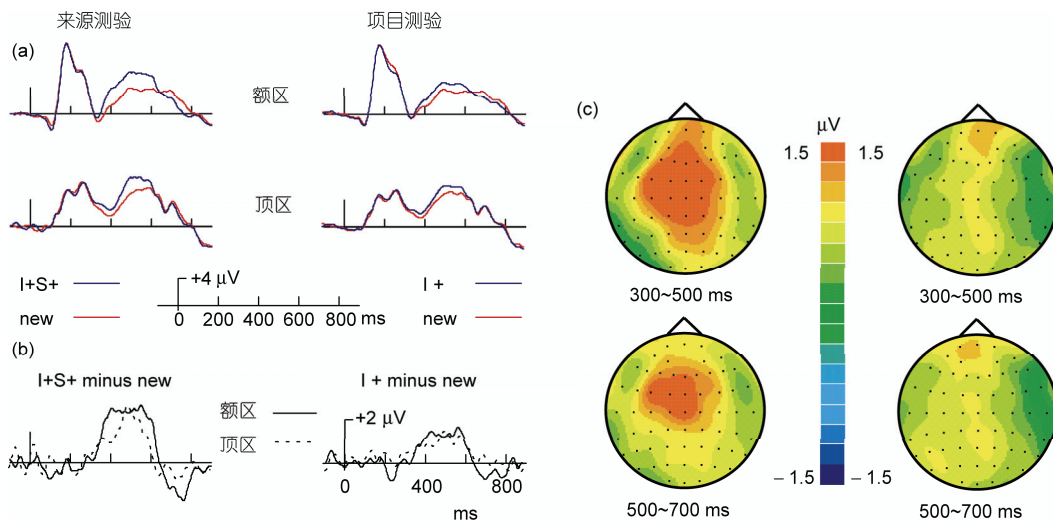 来源测验
项目测验
(a)
额区
顶区
I+S+
new
+4 μV
0 200 400 600 800 ms
I +
new
(b)
I+S+ minus new
I + minus new
额区
顶区
+2 μV
0 400 800
ms
(c)
μV
1.5 1.5
− 1.5 − 1.5
300~500 ms
300~500 ms
500~700 ms
500~700 ms